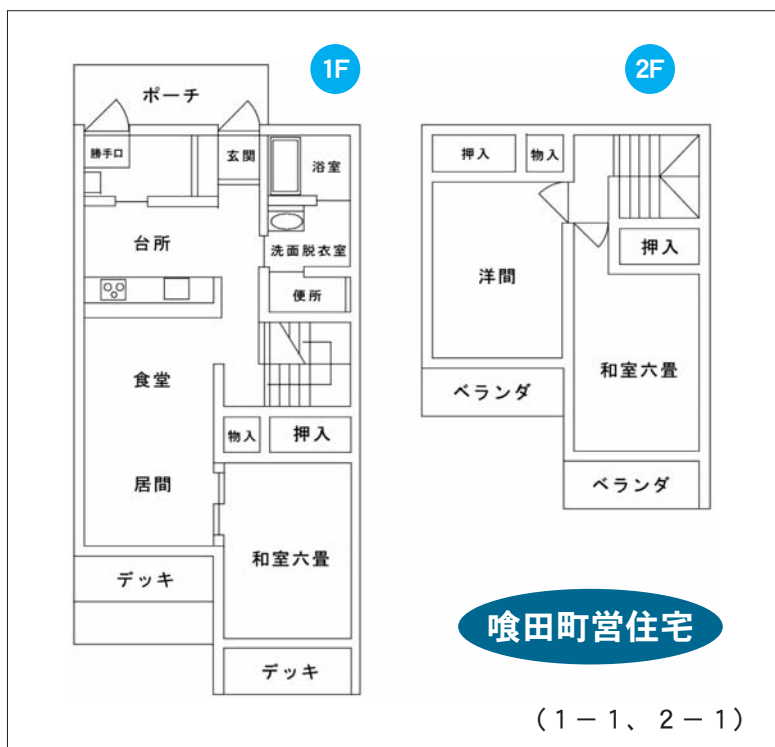 1F
ポーチ
勝手口
玄関
浴室
台所
洗面脱衣室
便所
食堂
物入
押入
居間
和室六畳
デッキ
デッキ
2F
押入
物入
押入
洋間
和室六畳
ベランダ
ベランダ
喰田町営住宅
（1－1、2－1）